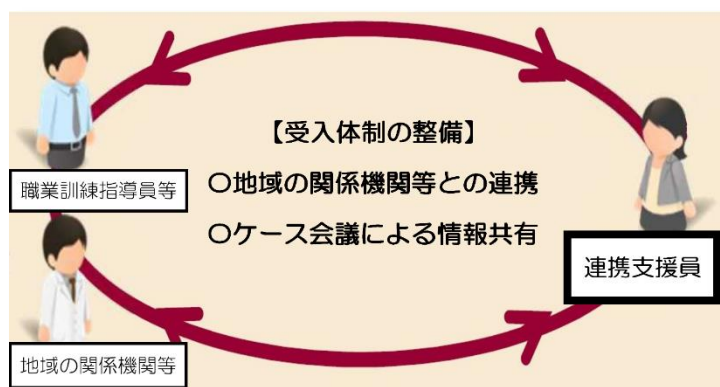 【受入体制の整備】
職業訓練指導員等
〇地域の関係機関等との連携
〇ケース会議による情報共有
連携支援員
地域の関係機関等